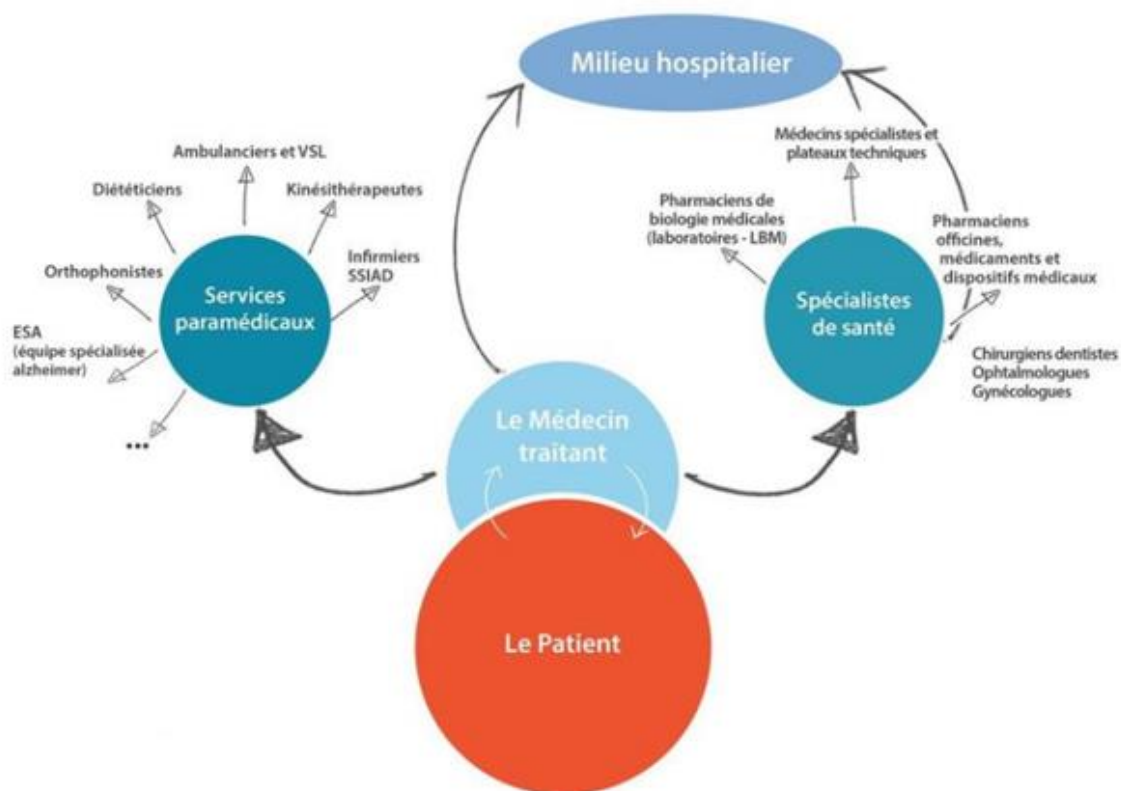 Milieu hospitalier
Médecins spécialistes et
plateaux techniques
Ambulanciers et VSL
Diététiciens
Kinésithérapeutes
Pharmaciens de
biologie médicales
(laboratoires - LBM)
Pharmaciens
officines,
médicaments et
dispositifs médicaux
Orthophonistes
Infirmiers
SSIAD
Services
paramédicaux
Spécialistes
de santé
ESA
(équipe spécialisée
alzheimer)
Chirurgiens dentistes
Ophtalmologues
Gynécologues
...
Le Médecin
traitant
Le Patient